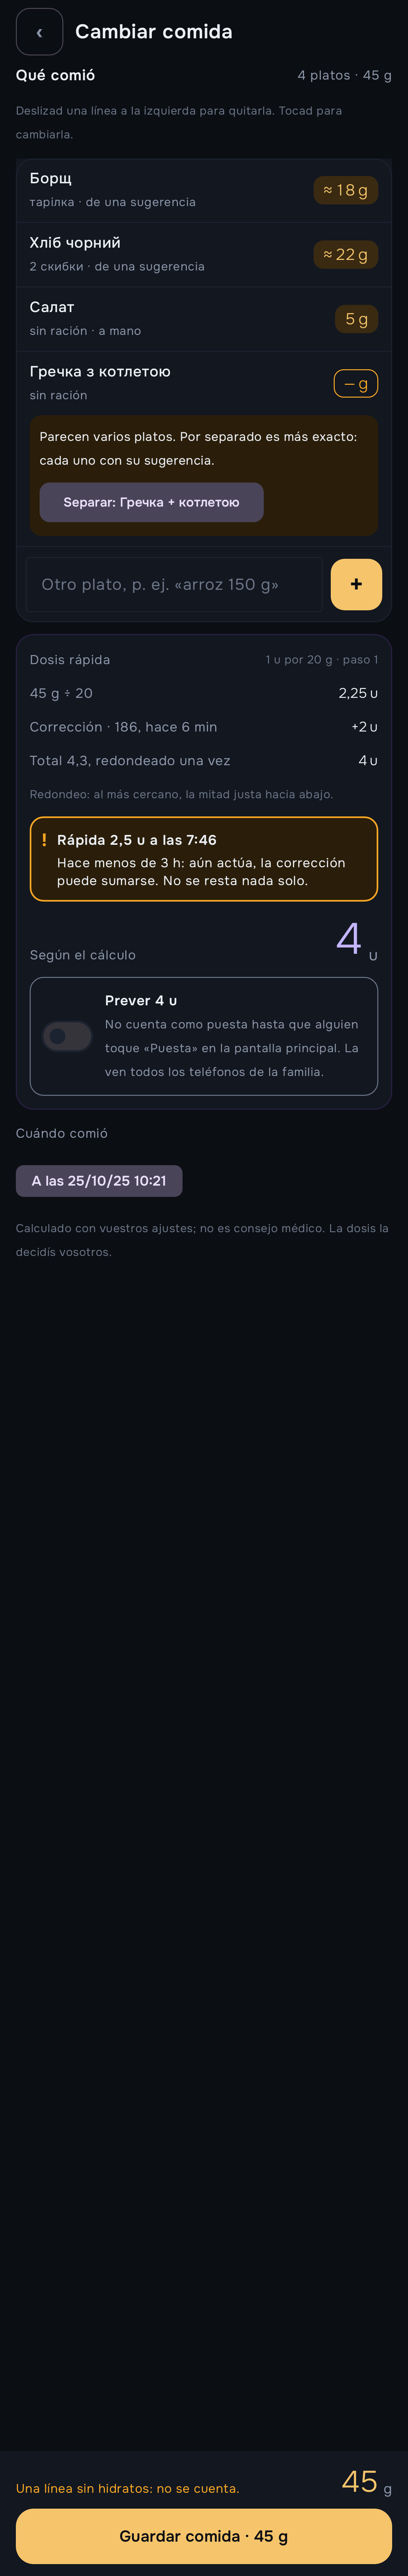 ‹ Cambiar comida
Qué comió 4 platos · 45 g
Deslizad una línea a la izquierda para quitarla. Tocad para
cambiarla.
Борщ
тарілка · de una sugerencia
≈ 18 g
Хліб чорний
2 скибки · de una sugerencia
≈ 22 g
Салат
sin ración · a mano
5 g
Гречка з котлетою
sin ración
— g
Parecen varios platos. Por separado es más exacto:
cada uno con su sugerencia.
Separar: Гречка + котлетою
Otro plato, p. ej. «arroz 150 g»
+
Dosis rápida 1 u por 20 g · paso 1
45 g ÷ 20 2,25 u
Corrección · 186, hace 6 min +2 u
Total 4,3, redondeado una vez 4 u
Redondeo: al más cercano, la mitad justa hacia abajo.
! Rápida 2,5 u a las 7:46
Hace menos de 3 h: aún actúa, la corrección
puede sumarse. No se resta nada solo.
Según el cálculo 4 u
Prever 4 u
No cuenta como puesta hasta que alguien
toque «Puesta» en la pantalla principal. La
ven todos los teléfonos de la familia.
Cuándo comió
A las 25/10/25 10:21
Calculado con vuestros ajustes; no es consejo médico. La dosis la
decidís vosotros.
Una línea sin hidratos: no se cuenta. 45 g
Guardar comida · 45 g